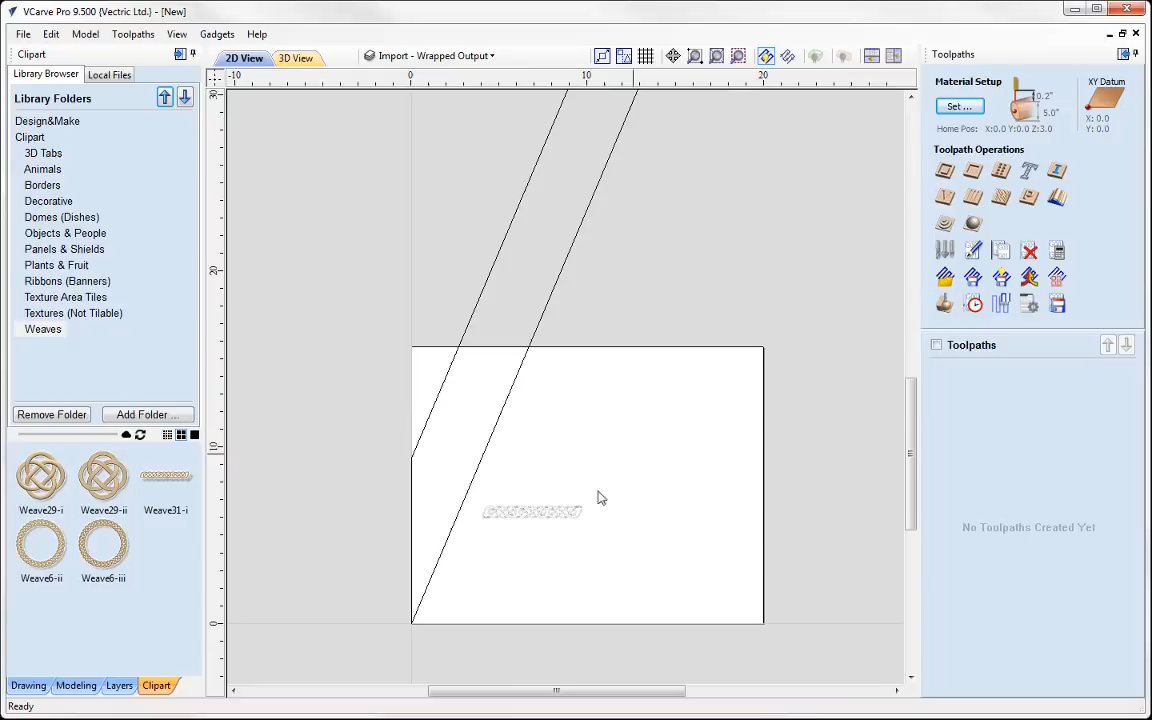 VCarve Pro 9.500 {Vectric Ltd.} - [New]
File Edit Model Toolpaths View Gadgets Help
Clipart
Library Browser Local Files
Library Folders
Design&Make
Clipart
3D Tabs
Animals
Borders
Decorative
Domes (Dishes)
Objects & People
Panels & Shields
Plants & Fruit
Ribbons (Banners)
Texture Area Tiles
Textures (Not Tilable)
Weaves
Remove Folder Add Folder ...
Weave29-i Weave29-ii Weave31-i
Weave6-ii Weave6-iii
Drawing Modeling Layers Clipart
Ready
2D View 3D View Import - Wrapped Output
-10 0 10 20
30
20
10
0
Toolpaths
Material Setup
Set ...
0.2"
5.0"
XY Datum
X: 0.0
Y: 0.0
Home Pos: X:0.0 Y:0.0 Z:3.0
Toolpath Operations
Toolpaths
No Toolpaths Created Yet